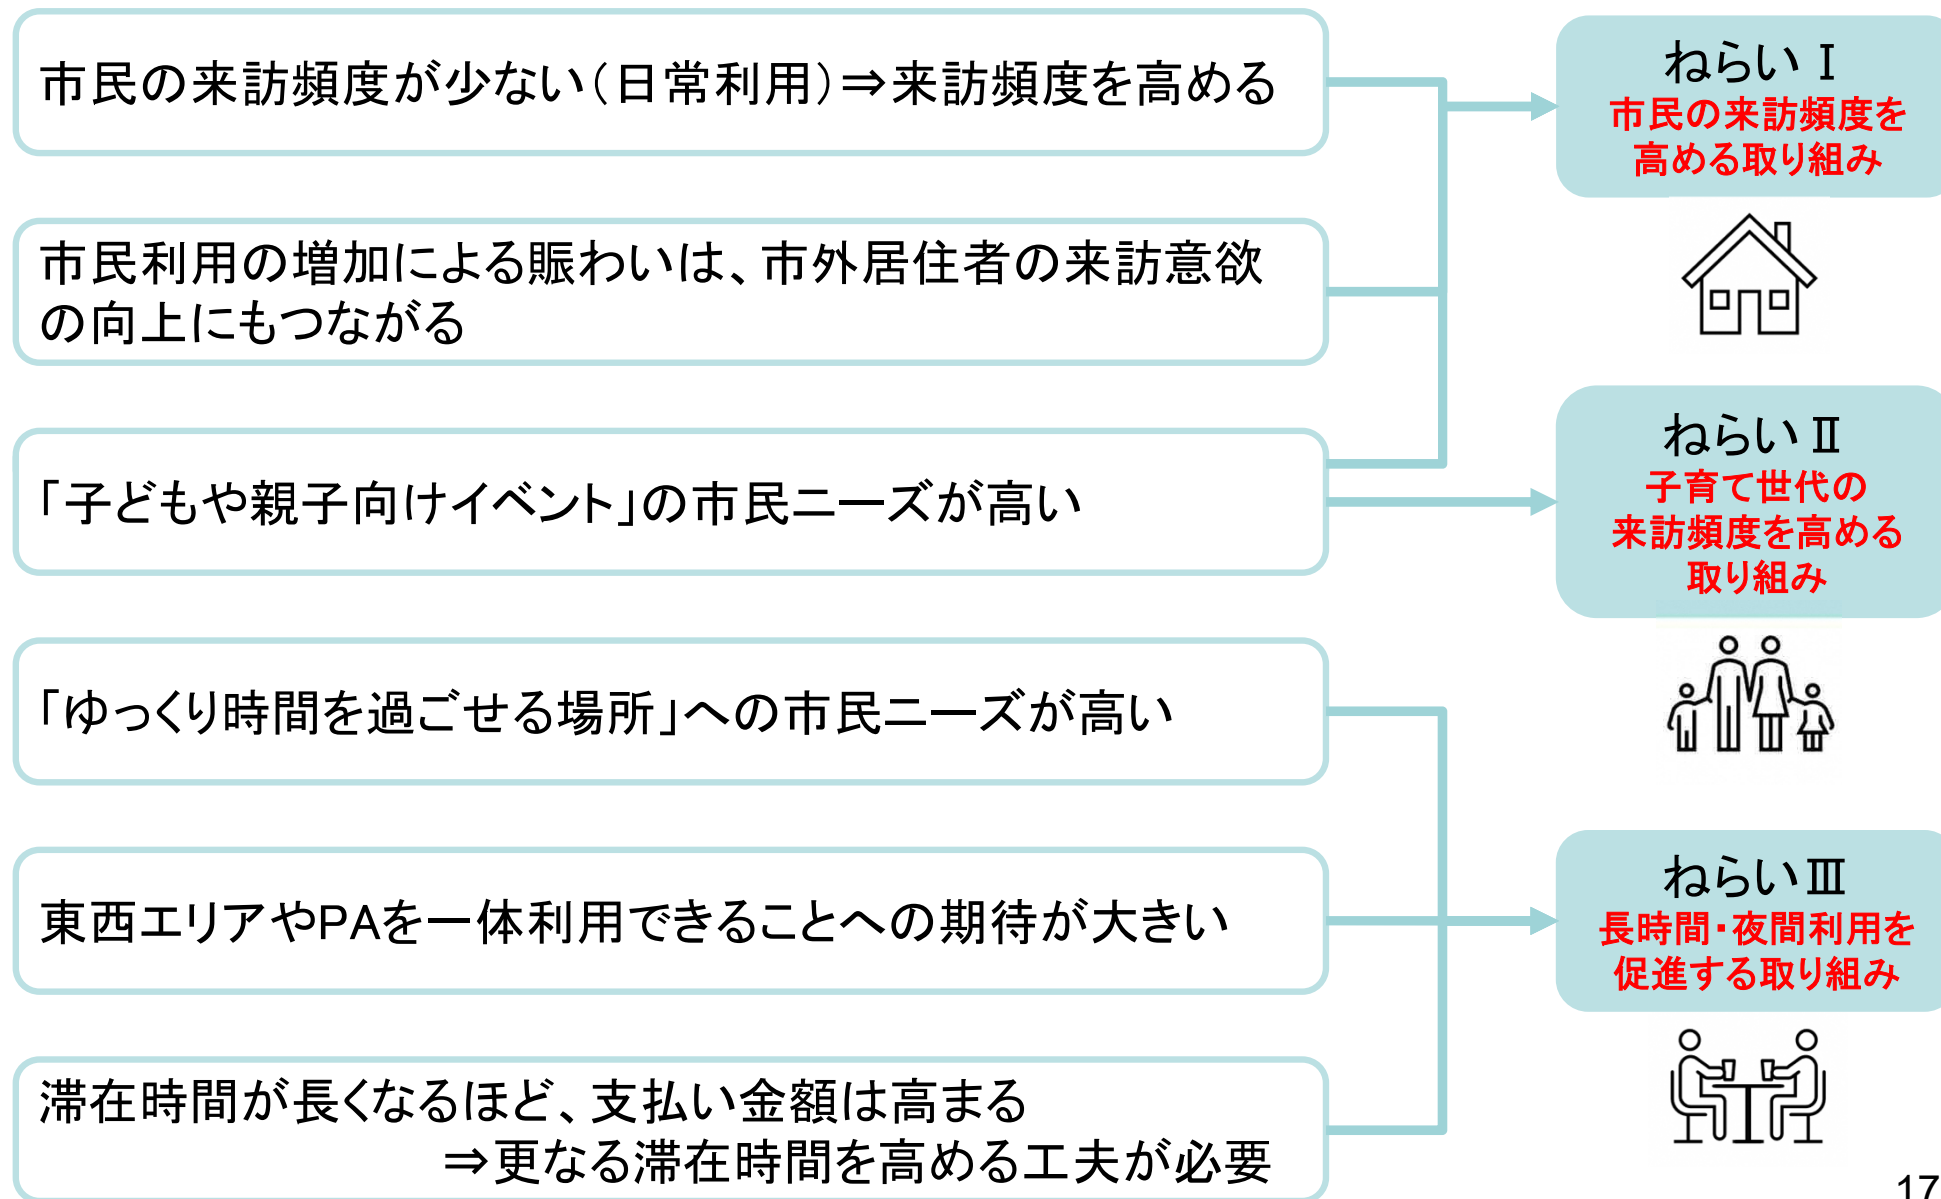 市民の来訪頻度が少ない（日常利用）⇒来訪頻度を高める
市民利用の増加による賑わいは、市外居住者の来訪意欲
の向上にもつながる
「子どもや親子向けイベント」の市民ニーズが高い
「ゆっくり時間を過ごせる場所」への市民ニーズが高い
東西エリアやPAを一体利用できることへの期待が大きい
滞在時間が長くなるほど、支払い金額は高まる
⇒更なる滞在時間を高める工夫が必要
ねらいⅠ
市民の来訪頻度を
高める取り組み
ねらいⅡ
子育て世代の
来訪頻度を高める
取り組み
ねらいⅢ
長時間・夜間利用を
促進する取り組み
17